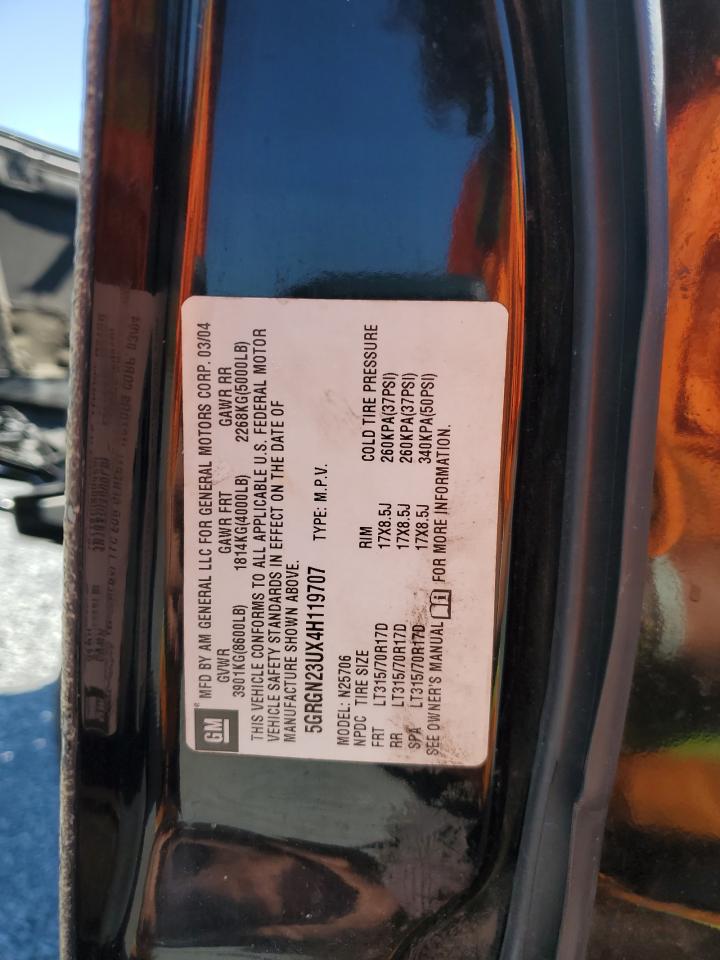 GM®
MFD BY AM GENERAL LLC FOR GENERAL MOTORS CORP. 03/04
GVWR GAWR FRT GAWR RR
3901KG(8600LB) 1814KG(4000LB) 2268KG(5000LB)
THIS VEHICLE CONFORMS TO ALL APPLICABLE U.S. FEDERAL MOTOR
VEHICLE SAFETY STANDARDS IN EFFECT ON THE DATE OF
MANUFACTURE SHOWN ABOVE.
5GRGN23UX4H119707 TYPE: M.P.V.
MODEL: N25706
NPDC TIRE SIZE RIM COLD TIRE PRESSURE
FRT LT315/70R17D 17X8.5J 260KPA(37PSI)
RR LT315/70R17D 17X8.5J 260KPA(37PSI)
SPA LT315/70R17D 17X8.5J 340KPA(50PSI)
SEE OWNER'S MANUAL FOR MORE INFORMATION.